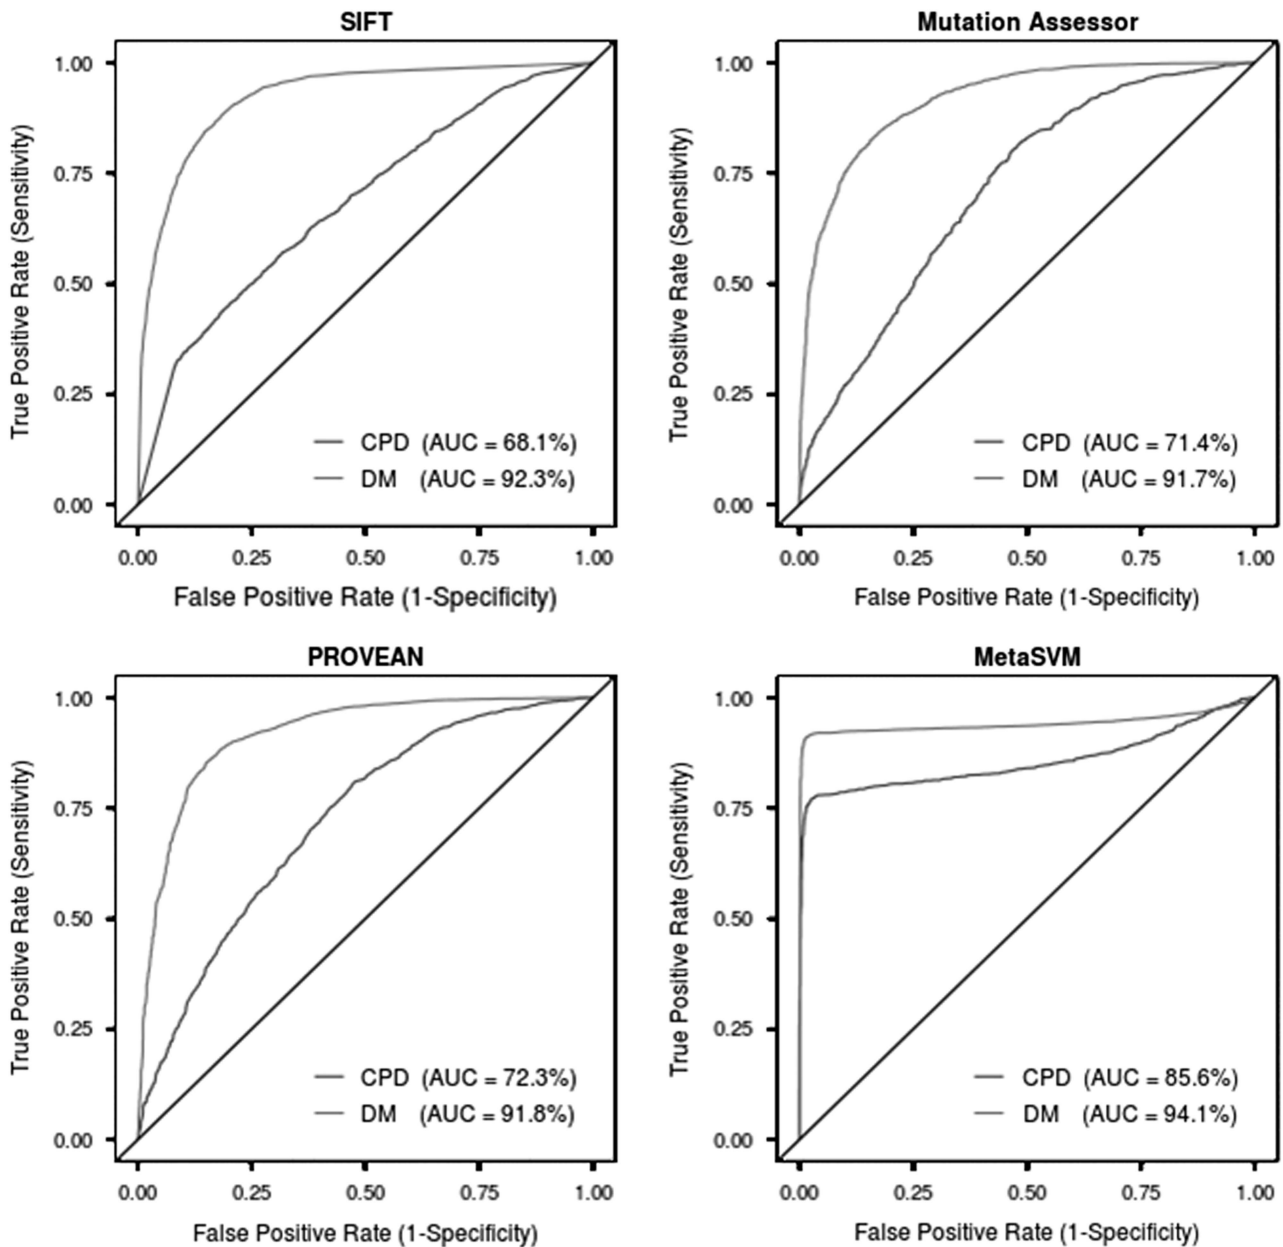 SIFT
True Positive Rate (Sensitivity)
1.00
0.75
0.50
0.25
0.00
CPD (AUC = 68.1%)
DM (AUC = 92.3%)
0.00 0.25 0.50 0.75 1.00
False Positive Rate (1-Specificity)
Mutation Assessor
True Positive Rate (Sensitivity)
1.00
0.75
0.50
0.25
0.00
CPD (AUC = 71.4%)
DM (AUC = 91.7%)
0.00 0.25 0.50 0.75 1.00
False Positive Rate (1-Specificity)
PROVEAN
True Positive Rate (Sensitivity)
1.00
0.75
0.50
0.25
0.00
CPD (AUC = 72.3%)
DM (AUC = 91.8%)
0.00 0.25 0.50 0.75 1.00
False Positive Rate (1-Specificity)
MetaSVM
True Positive Rate (Sensitivity)
1.00
0.75
0.50
0.25
0.00
CPD (AUC = 85.6%)
DM (AUC = 94.1%)
0.00 0.25 0.50 0.75 1.00
False Positive Rate (1-Specificity)